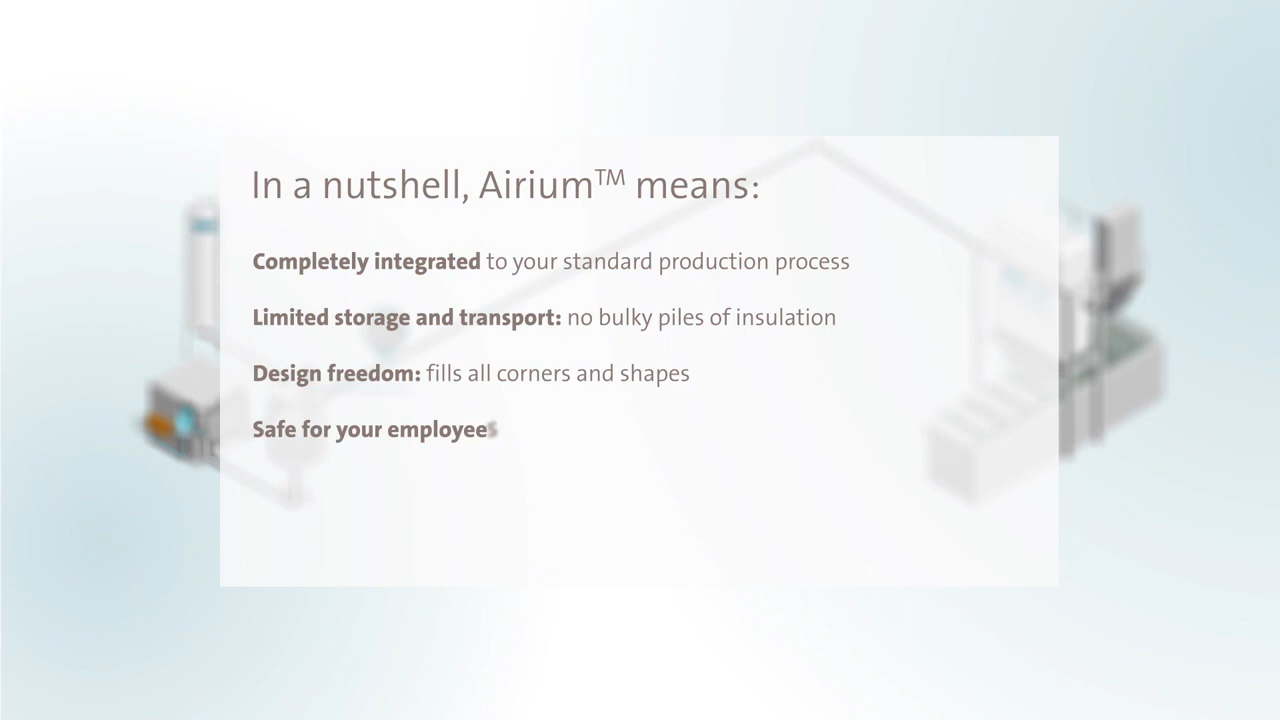 In a nutshell, Airium™ means:
Completely integrated to your standard production process
Limited storage and transport: no bulky piles of insulation
Design freedom: fills all corners and shapes
Safe for your employees